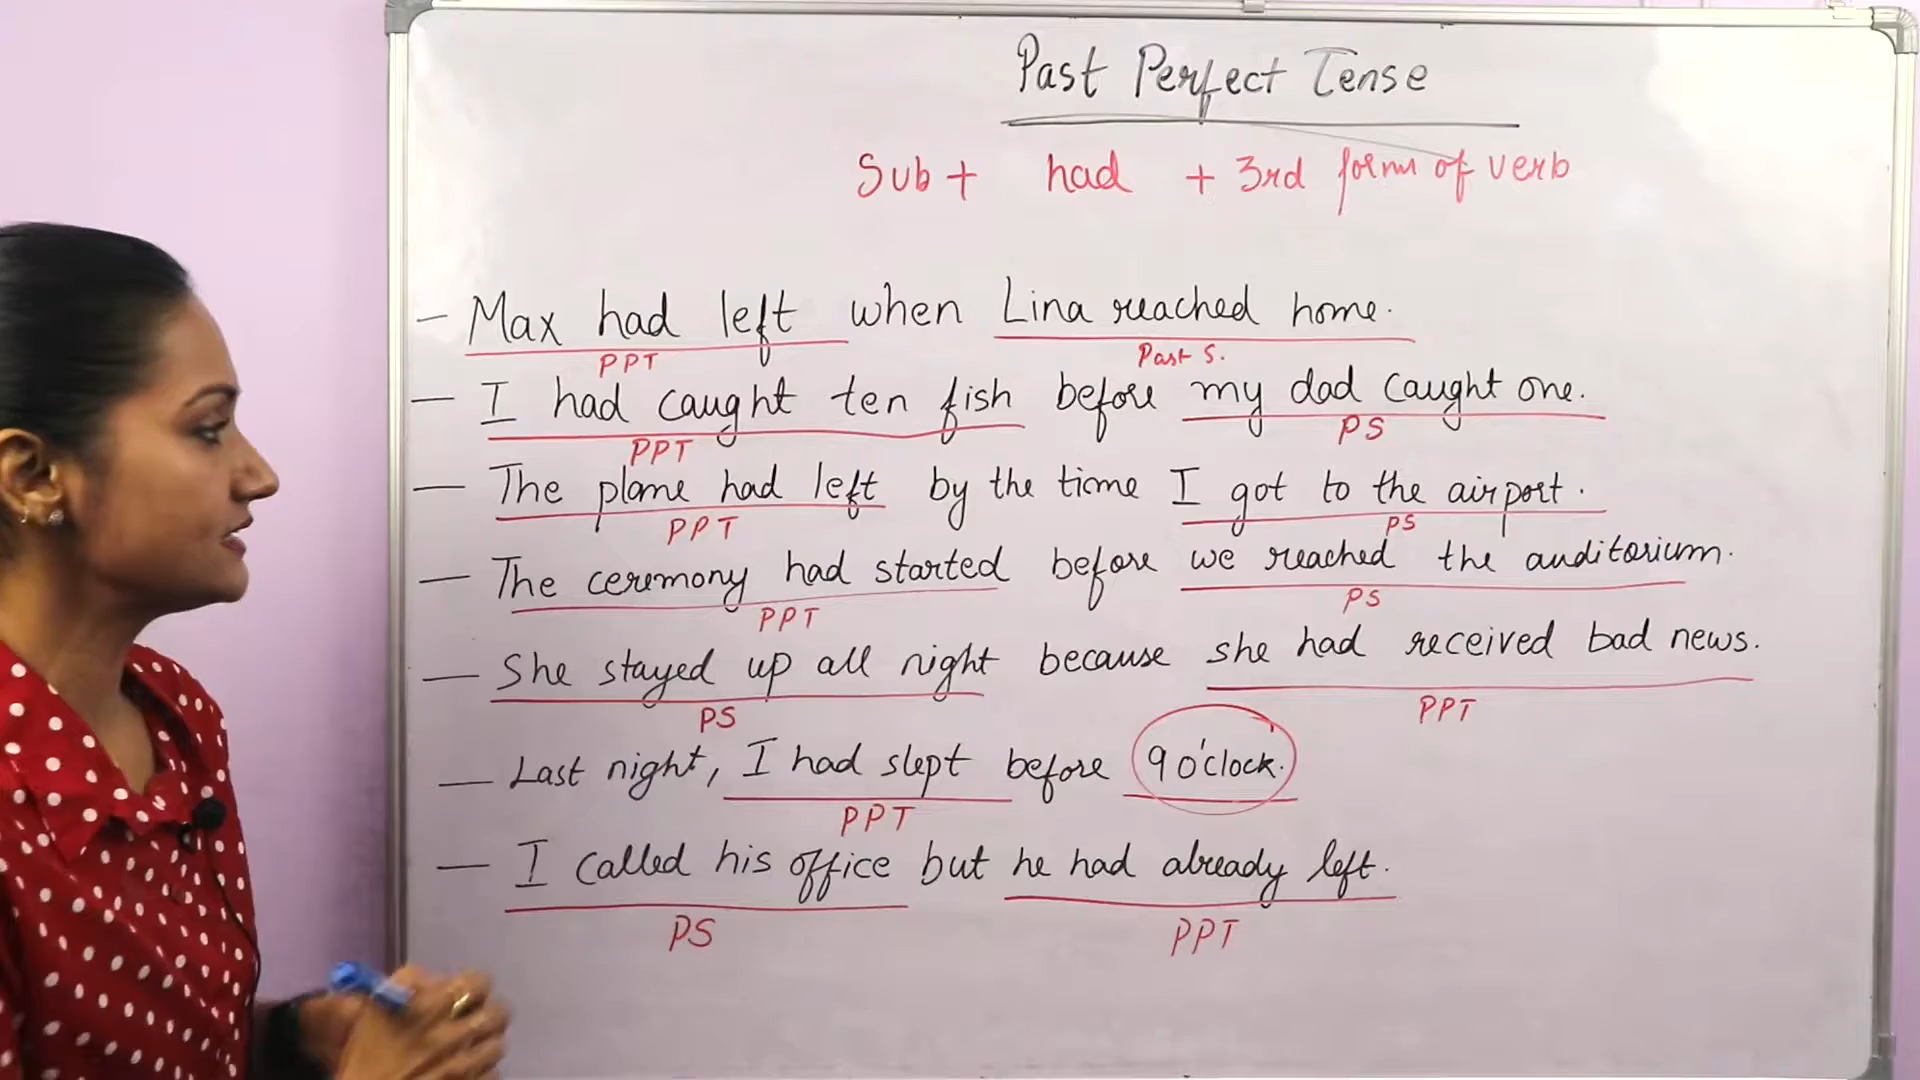 Past Perfect Tense
Sub + had + 3rd form of verb
- Max had left when Lina reached home.
PPT Past S.
- I had caught ten fish before my dad caught one.
PPT PS
- The plane had left by the time I got to the airport.
PPT PS
- The ceremony had started before we reached the auditorium.
PPT PS
- She stayed up all night because she had received bad news.
PS PPT
- Last night, I had slept before 9 o'clock.
PPT
- I called his office but he had already left.
PS PPT